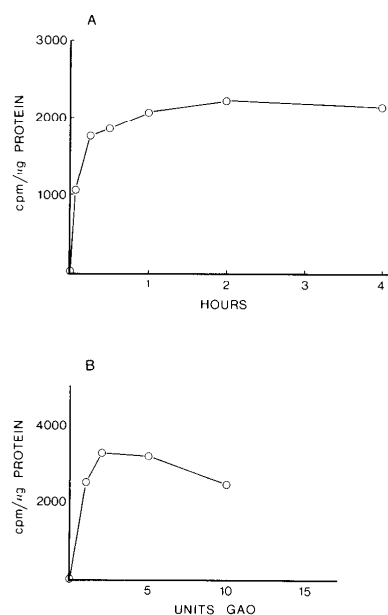 A
3000
2000
1000
cpm/µg PROTEIN
1
2
3
4
HOURS
B
4000
2000
cpm/µg PROTEIN
5
10
15
UNITS GAO